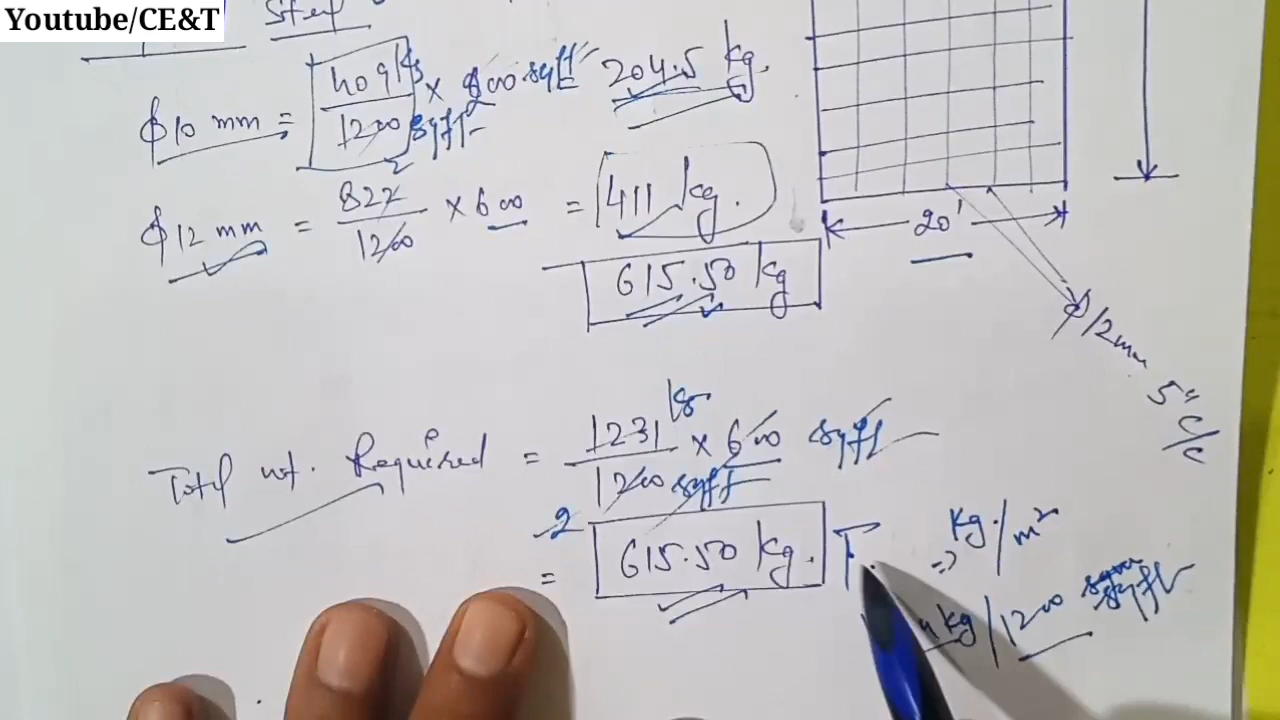 Youtube/CE&T
Steel
ϕ10 mm = 409 kg / 1200 sqft × 600 sqft 204.5 kg.
ϕ12 mm = 822 / 1200 × 600 = 411 kg.
615.50 kg
20'
ϕ12mm 5" c/c
Total wt. Required = 1231 kg / 1200 sqft × 600 sqft
2
= 615.50 kg.
=> kg./m²
kg/1200 sqft